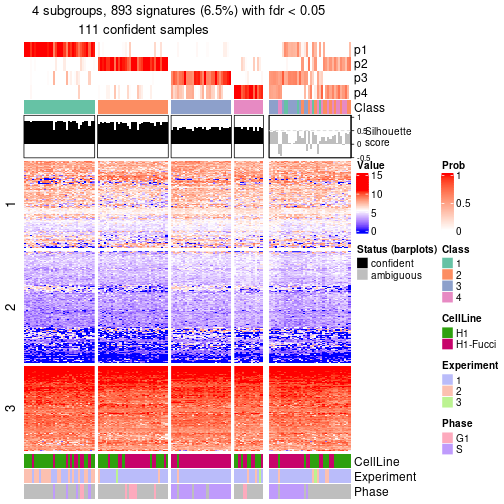 4 subgroups, 893 signatures (6.5%) with fdr < 0.05
111 confident samples
p1
p2
p3
p4
Class
1
0.5
0
-0.5
Silhouette
score
1
2
3
CellLine
Experiment
Phase
Value
15
10
5
0
Prob
1
0.5
0
Status (barplots)
confident
ambiguous
Class
1
2
3
4
CellLine
H1
H1-Fucci
Experiment
1
2
3
Phase
G1
S